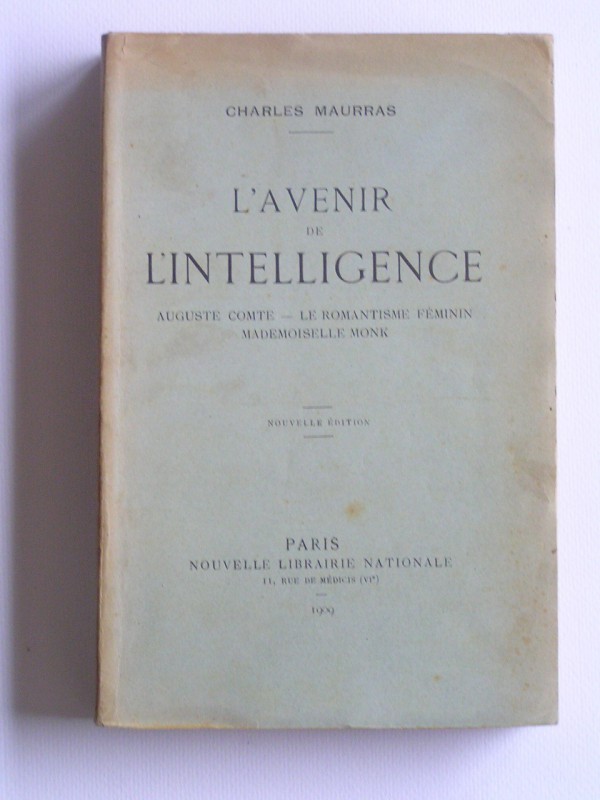 CHARLES MAURRAS
L'AVENIR
DE
L'INTELLIGENCE
AUGUSTE COMTE — LE ROMANTISME FÉMININ
MADEMOISELLE MONK
NOUVELLE ÉDITION
PARIS
NOUVELLE LIBRAIRIE NATIONALE
11, RUE DE MÉDICIS (VIe)
1909